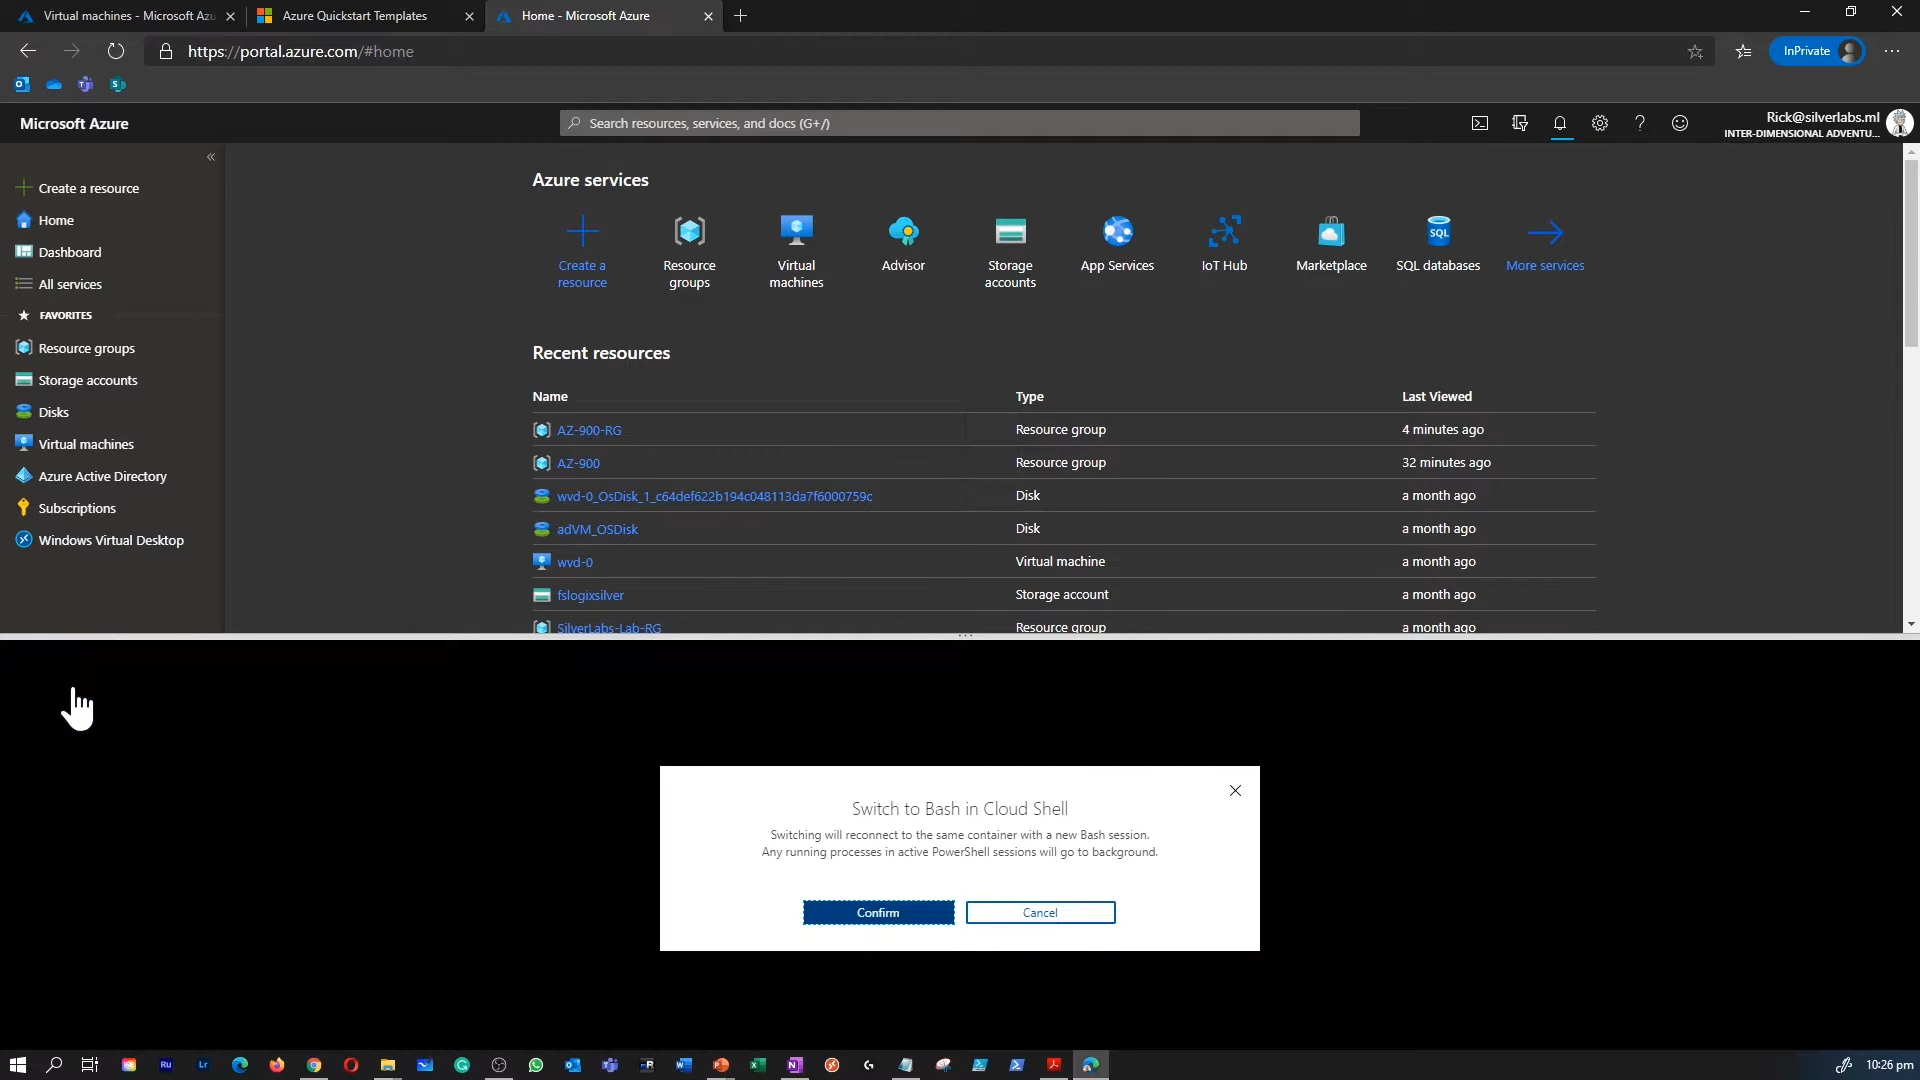 Virtual machines - Microsoft Azu
Azure Quickstart Templates
Home - Microsoft Azure
https://portal.azure.com/#home
InPrivate
Microsoft Azure
Search resources, services, and docs (G+/)
Rick@silverlabs.ml
INTER-DIMENSIONAL ADVENTU...
Create a resource
Home
Dashboard
All services
FAVORITES
Resource groups
Storage accounts
Disks
Virtual machines
Azure Active Directory
Subscriptions
Windows Virtual Desktop
Azure services
Create a
resource
Resource
groups
Virtual
machines
Advisor
Storage
accounts
App Services
IoT Hub
Marketplace
SQL
SQL databases
More services
Recent resources
Name Type Last Viewed
AZ-900-RG Resource group 4 minutes ago
AZ-900 Resource group 32 minutes ago
wvd-0_OsDisk_1_c64def622b194c048113da7f6000759c Disk a month ago
adVM_OSDisk Disk a month ago
wvd-0 Virtual machine a month ago
fslogixsilver Storage account a month ago
SilverLabs-Lab-RG Resource group a month ago
Switch to Bash in Cloud Shell
Switching will reconnect to the same container with a new Bash session.
Any running processes in active PowerShell sessions will go to background.
Confirm Cancel
Ru
Lr
10:26 pm